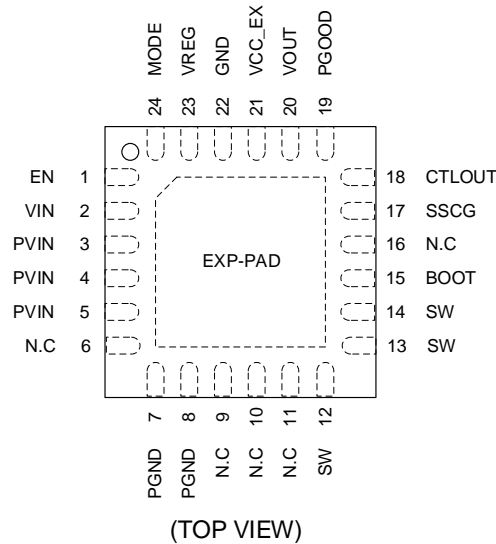 MODE
VREG
GND
VCC_EX
VOUT
PGOOD
24 23 22 21 20 19
EN 1
VIN 2
PVIN 3
PVIN 4
PVIN 5
N.C 6
EXP-PAD
18 CTLOUT
17 SSCG
16 N.C
15 BOOT
14 SW
13 SW
7 8 9 10 11 12
PGND
PGND
N.C
N.C
N.C
SW
(TOP VIEW)